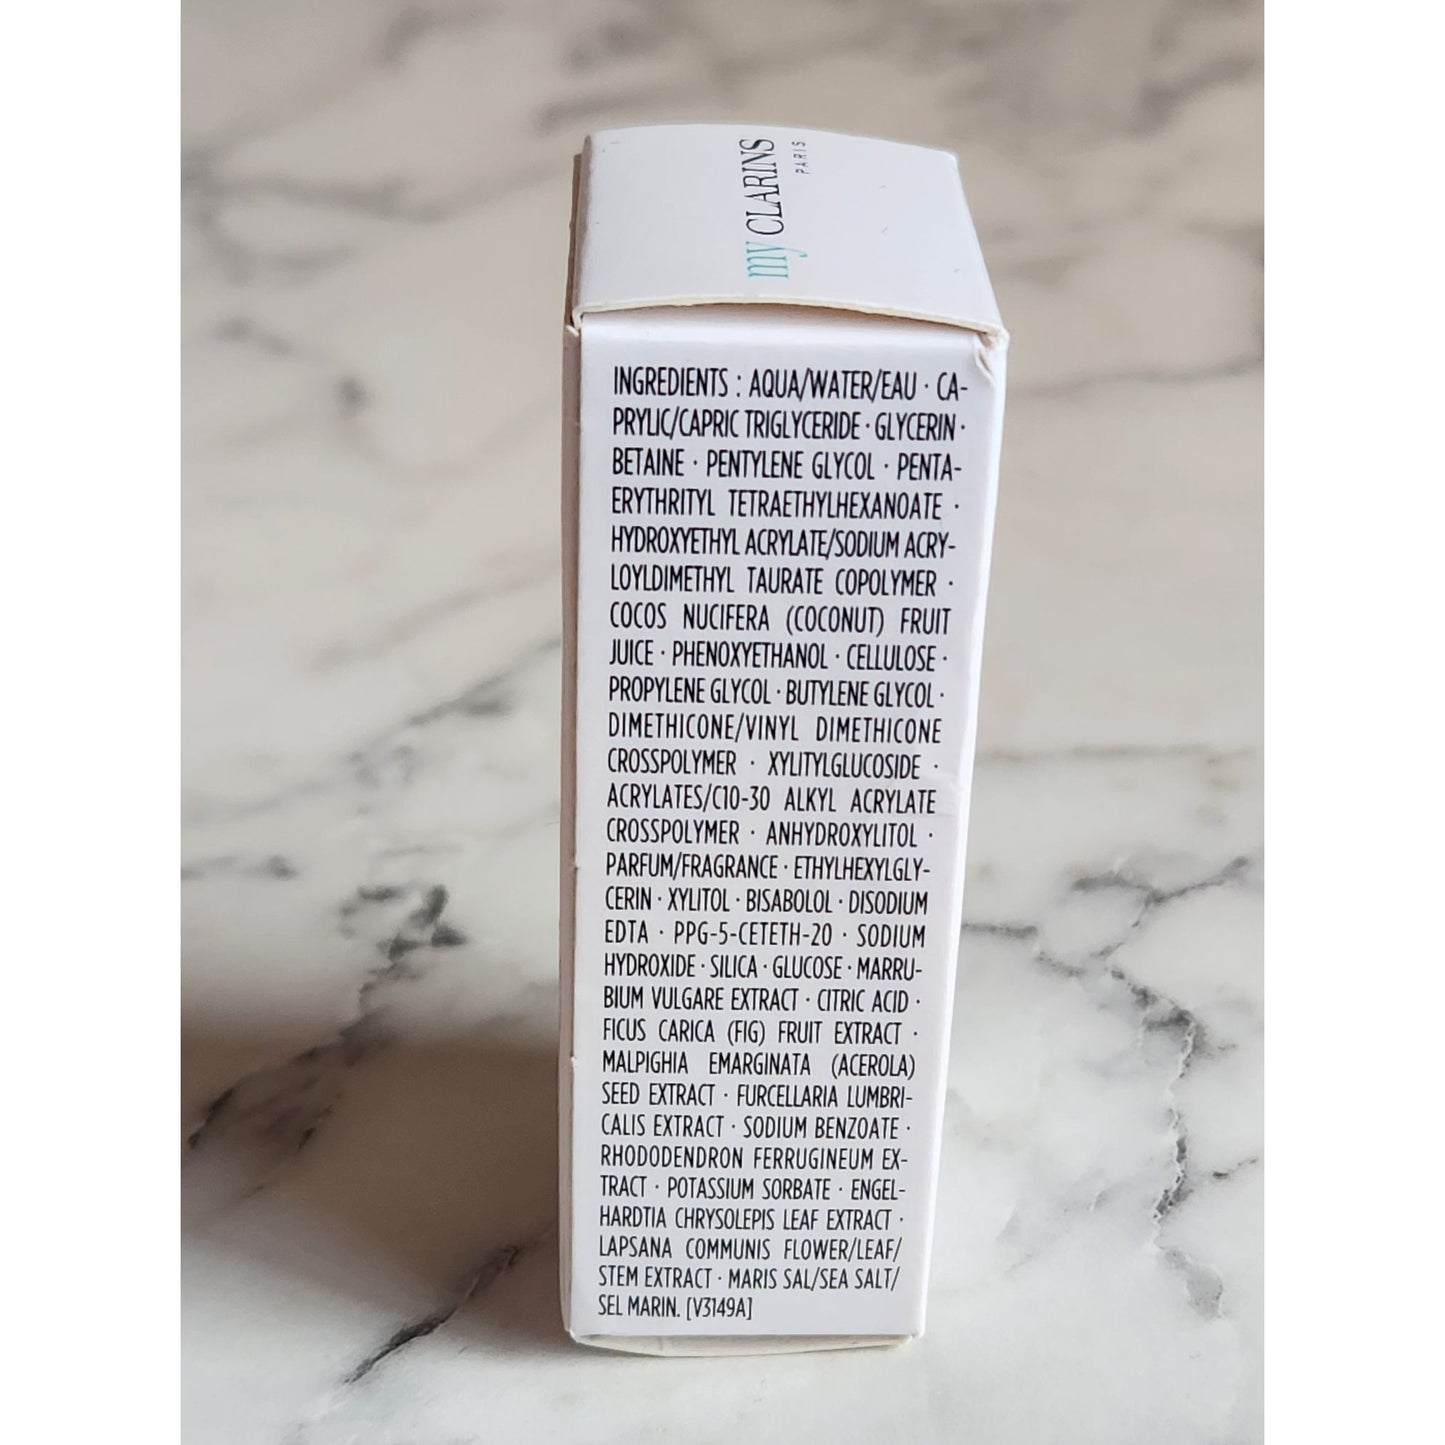 my CLARINS
PARIS
INGREDIENTS : AQUA/WATER/EAU · CA-
PRYLIC/CAPRIC TRIGLYCERIDE · GLYCERIN ·
BETAINE · PENTYLENE GLYCOL · PENTA-
ERYTHRITYL TETRAETHYLHEXANOATE ·
HYDROXYETHYL ACRYLATE/SODIUM ACRY-
LOYLDIMETHYL TAURATE COPOLYMER ·
COCOS NUCIFERA (COCONUT) FRUIT
JUICE · PHENOXYETHANOL · CELLULOSE ·
PROPYLENE GLYCOL · BUTYLENE GLYCOL ·
DIMETHICONE/VINYL DIMETHICONE
CROSSPOLYMER · XYLITYLGLUCOSIDE ·
ACRYLATES/C10-30 ALKYL ACRYLATE
CROSSPOLYMER · ANHYDROXYLITOL ·
PARFUM/FRAGRANCE · ETHYLHEXYLGLY-
CERIN · XYLITOL · BISABOLOL · DISODIUM
EDTA · PPG-5-CETETH-20 · SODIUM
HYDROXIDE · SILICA · GLUCOSE · MARRU-
BIUM VULGARE EXTRACT · CITRIC ACID ·
FICUS CARICA (FIG) FRUIT EXTRACT ·
MALPIGHIA EMARGINATA (ACEROLA)
SEED EXTRACT · FURCELLARIA LUMBRI-
CALIS EXTRACT · SODIUM BENZOATE ·
RHODODENDRON FERRUGINEUM EX-
TRACT · POTASSIUM SORBATE · ENGEL-
HARDTIA CHRYSOLEPIS LEAF EXTRACT ·
LAPSANA COMMUNIS FLOWER/LEAF/
STEM EXTRACT · MARIS SAL/SEA SALT/
SEL MARIN. [V3149A]